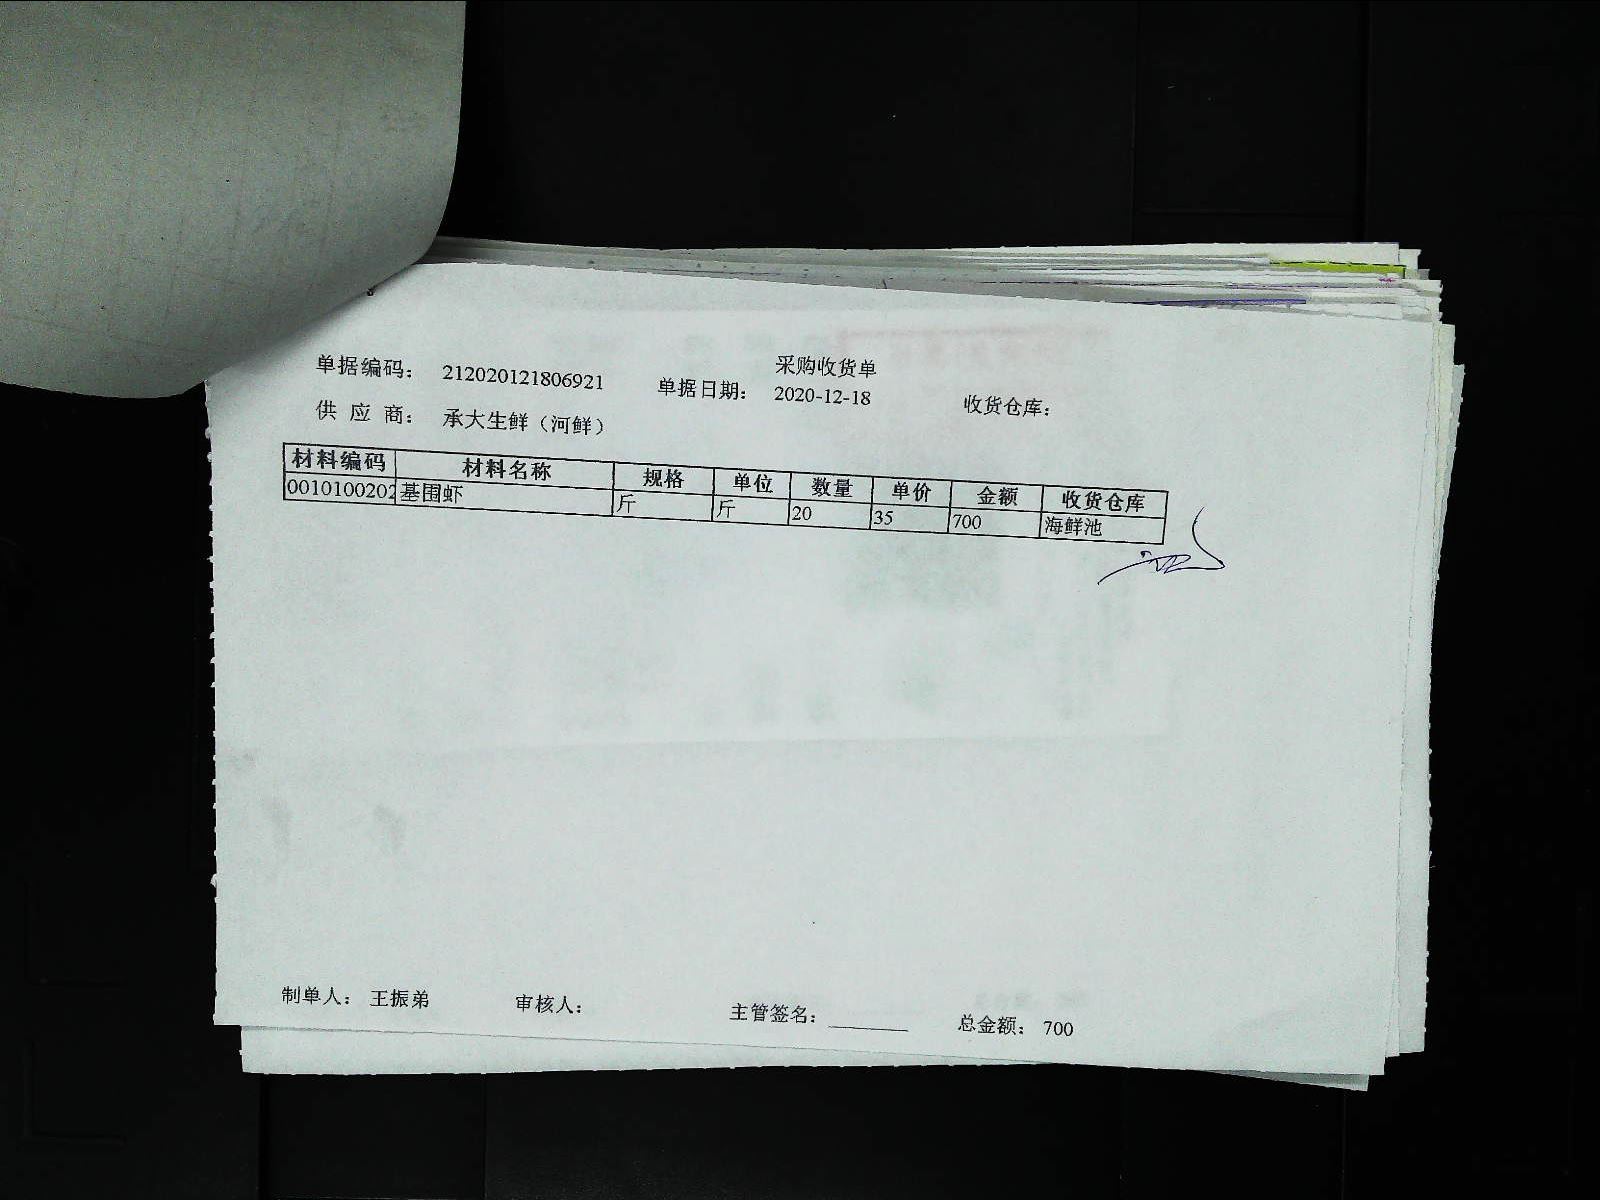 采购收货单
单据编码： 212020121806921 单据日期： 2020-12-18 收货仓库：
供 应 商： 承大生鲜（河鲜）
材料编码 材料名称 规格 单位 数量 单价 金额 收货仓库
0010100202 基围虾 斤 斤 20 35 700 海鲜池
制单人： 王振弟 审核人： 主管签名： 总金额： 700